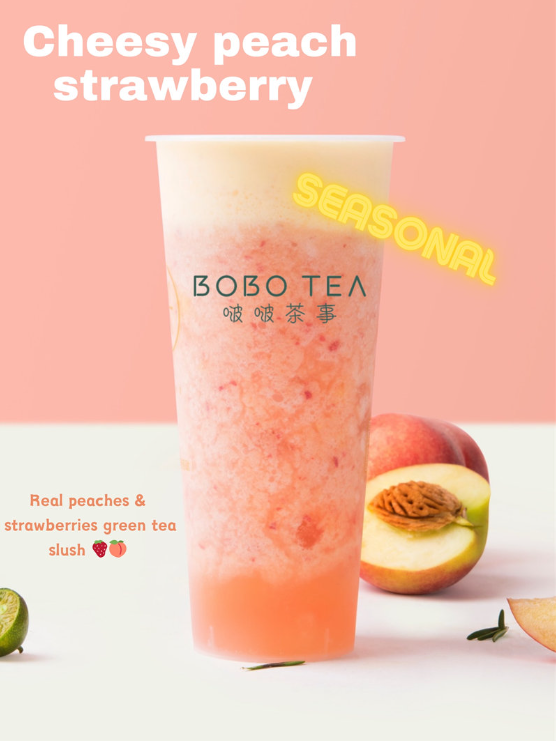 Cheesy peach
strawberry
SEASONAL
BOBO TEA
啵啵茶事
Real peaches &
strawberries green tea
slush 🍓🍑